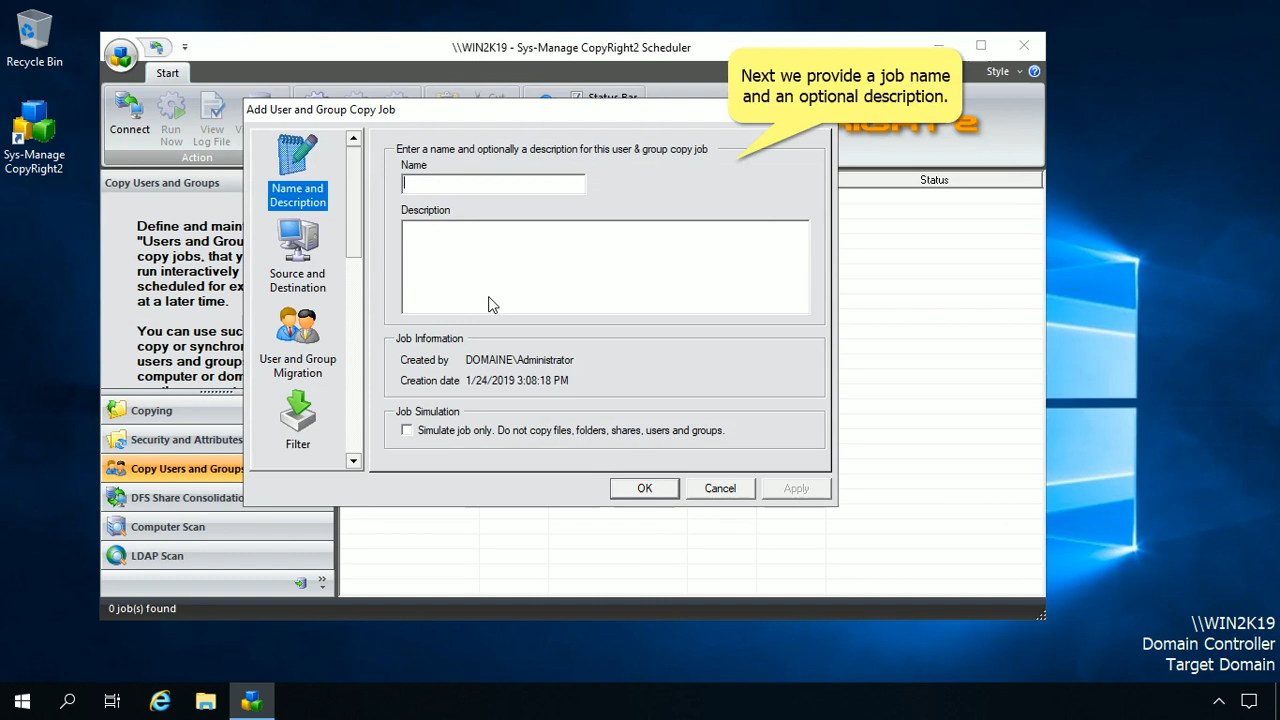 Recycle Bin
Sys-Manage
CopyRight2
\\WIN2K19 - Sys-Manage CopyRight2 Scheduler
Start
Style
Connect
Run
Now
View
Log File
V
Cut
Status Bar
Action
Next we provide a job name
and an optional description.
Copy Users and Groups
Status
Define and main
"Users and Grou
copy jobs, that y
run interactively
scheduled for ex
at a later time.
You can use suc
copy or synchro
users and groups
computer or dom
Copying
Security and Attributes
Copy Users and Groups
DFS Share Consolidatio
Computer Scan
LDAP Scan
0 job(s) found
Add User and Group Copy Job
Name and
Description
Source and
Destination
User and Group
Migration
Filter
Enter a name and optionally a description for this user & group copy job
Name
Description
Job Information
Created by DOMAINE\Administrator
Creation date 1/24/2019 3:08:18 PM
Job Simulation
Simulate job only. Do not copy files, folders, shares, users and groups.
OK
Cancel
Apply
\\WIN2K19
Domain Controller
Target Domain